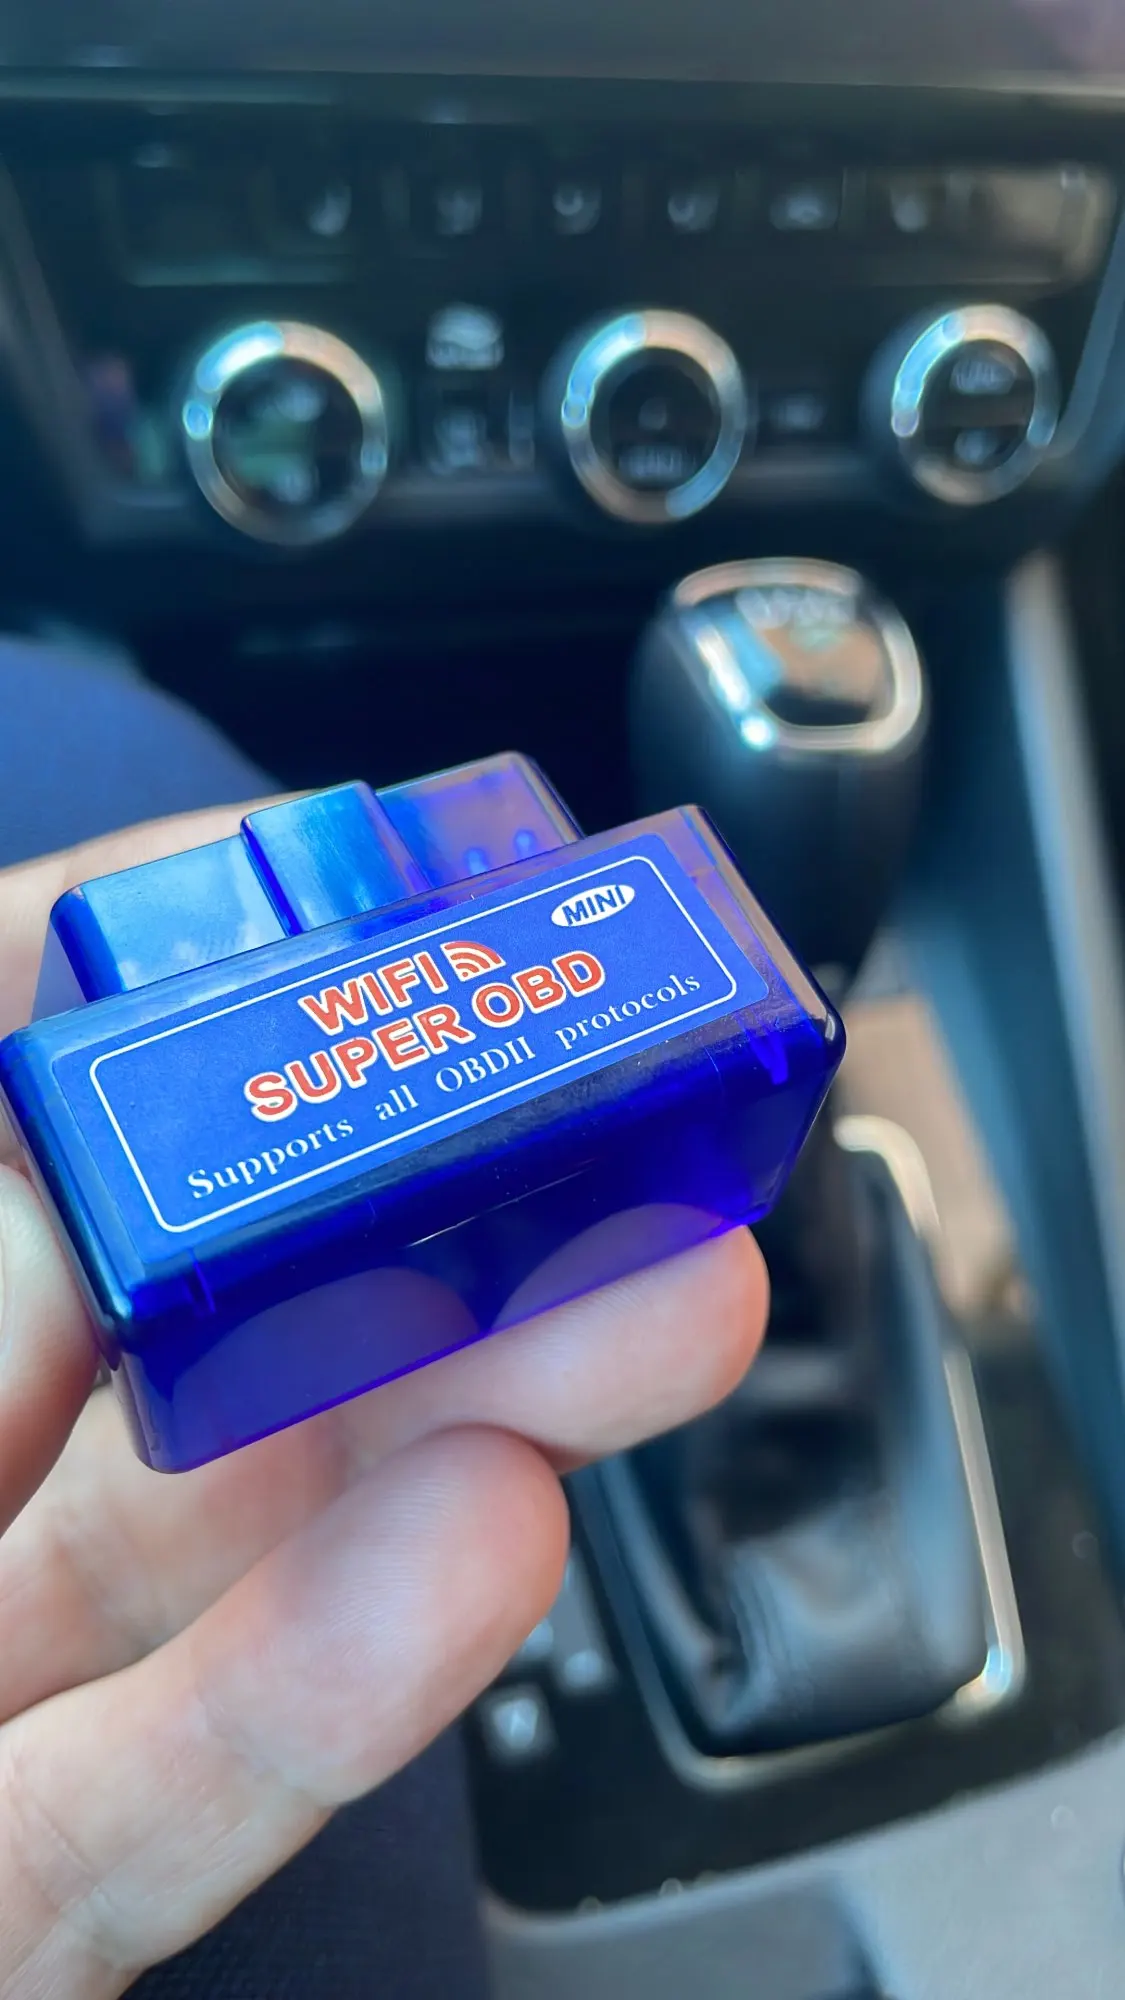 MINI
WIFI
SUPER OBD
Supports all OBDII protocols